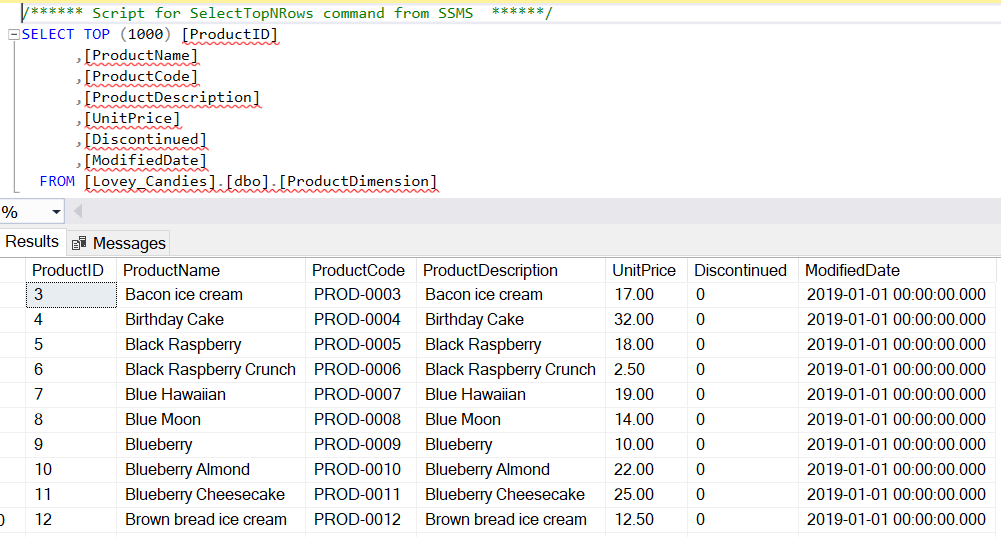 /****** Script for SelectTopNRows command from SSMS  ******/
SELECT TOP (1000) [ProductID]
,[ProductName]
,[ProductCode]
,[ProductDescription]
,[UnitPrice]
,[Discontinued]
,[ModifiedDate]
FROM [Lovey_Candies].[dbo].[ProductDimension]
%
Results Messages
ProductID ProductName ProductCode ProductDescription UnitPrice Discontinued ModifiedDate
3 Bacon ice cream PROD-0003 Bacon ice cream 17.00 0 2019-01-01 00:00:00.000
4 Birthday Cake PROD-0004 Birthday Cake 32.00 0 2019-01-01 00:00:00.000
5 Black Raspberry PROD-0005 Black Raspberry 18.00 0 2019-01-01 00:00:00.000
6 Black Raspberry Crunch PROD-0006 Black Raspberry Crunch 2.50 0 2019-01-01 00:00:00.000
7 Blue Hawaiian PROD-0007 Blue Hawaiian 19.00 0 2019-01-01 00:00:00.000
8 Blue Moon PROD-0008 Blue Moon 14.00 0 2019-01-01 00:00:00.000
9 Blueberry PROD-0009 Blueberry 10.00 0 2019-01-01 00:00:00.000
10 Blueberry Almond PROD-0010 Blueberry Almond 22.00 0 2019-01-01 00:00:00.000
11 Blueberry Cheesecake PROD-0011 Blueberry Cheesecake 25.00 0 2019-01-01 00:00:00.000
0 12 Brown bread ice cream PROD-0012 Brown bread ice cream 12.50 0 2019-01-01 00:00:00.000